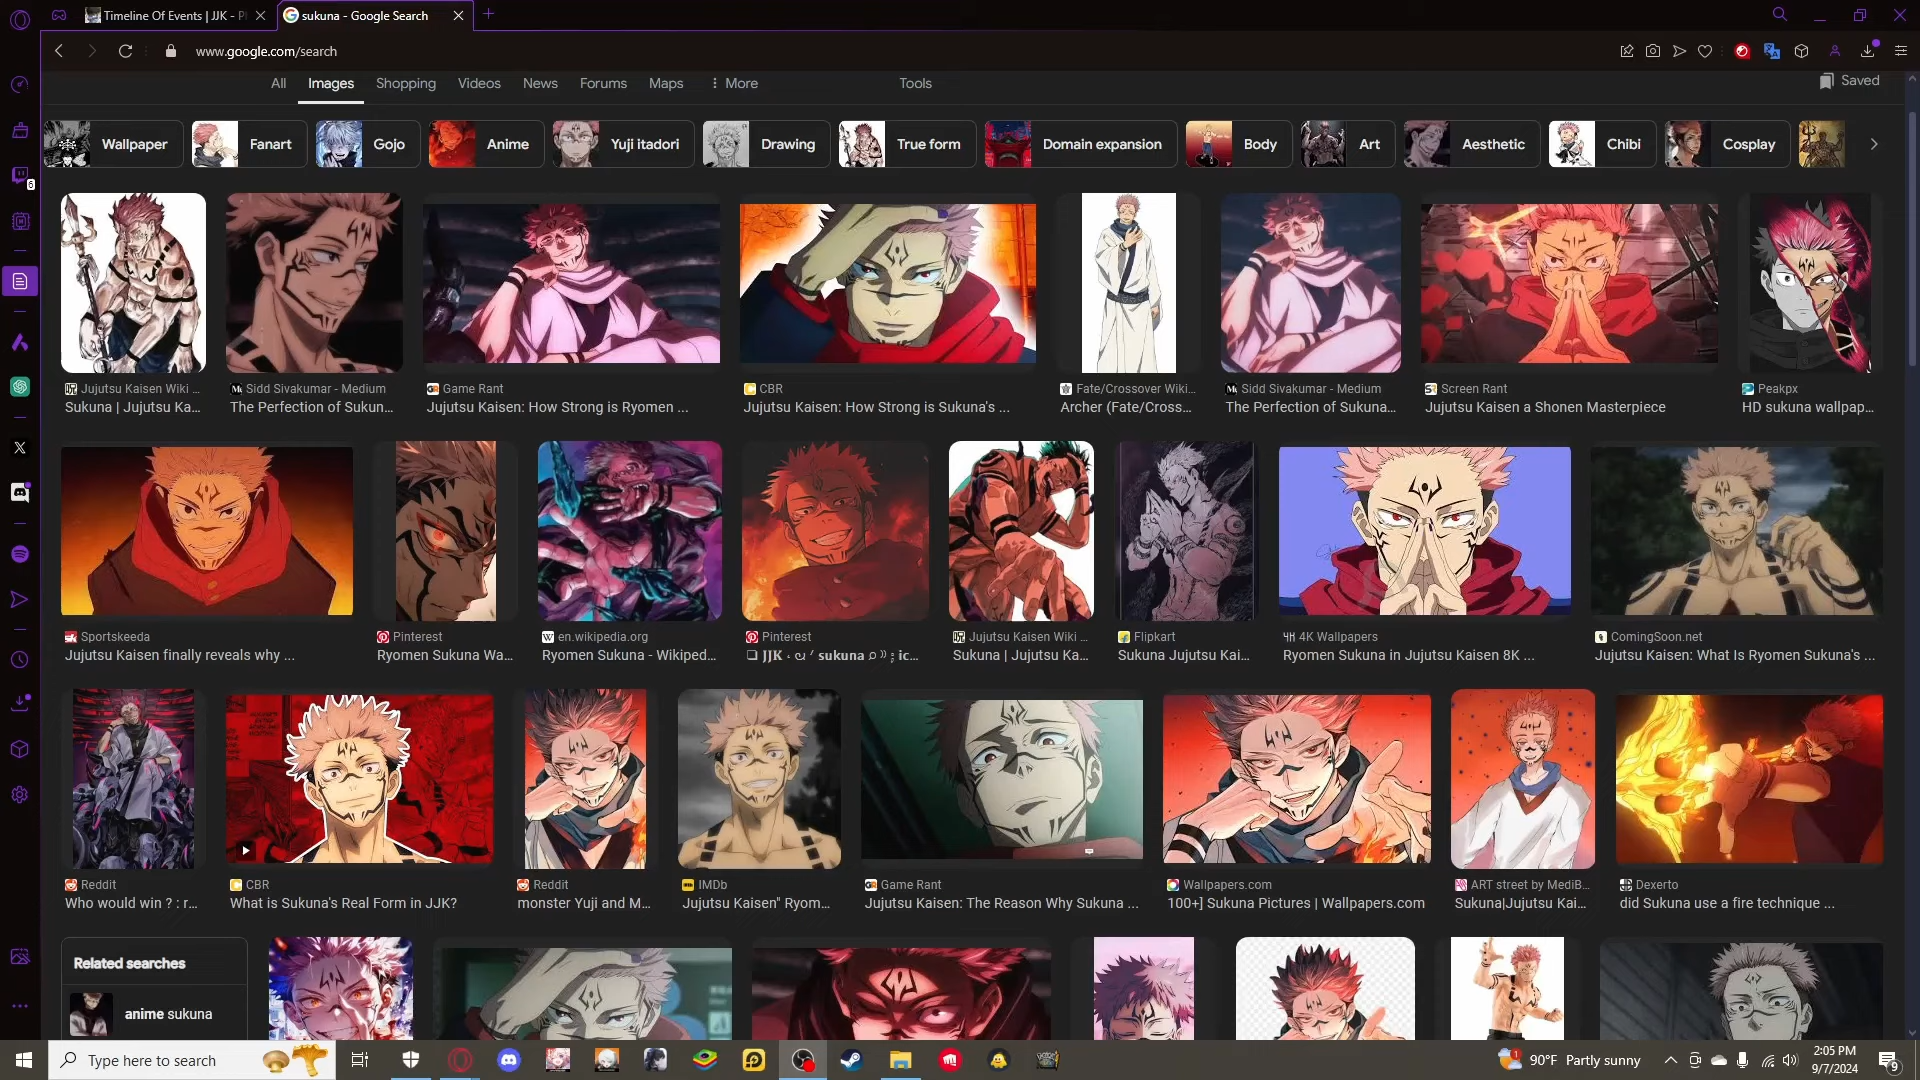 Timeline Of Events | JJK - Pl
sukuna - Google Search
www.google.com/search
All Images Shopping Videos News Forums Maps More Tools Saved
Wallpaper Fanart Gojo Anime Yuji itadori Drawing True form Domain expansion Body Art Aesthetic Chibi Cosplay
6
Jujutsu Kaisen Wiki ...
Sukuna | Jujutsu Ka...
Sidd Sivakumar - Medium
The Perfection of Sukun...
Game Rant
Jujutsu Kaisen: How Strong is Ryomen ...
CBR
Jujutsu Kaisen: How Strong is Sukuna's ...
Fate/Crossover Wiki...
Archer (Fate/Cross...
Sidd Sivakumar - Medium
The Perfection of Sukuna...
Screen Rant
Jujutsu Kaisen a Shonen Masterpiece
Peakpx
HD sukuna wallpap...
Sportskeeda
Jujutsu Kaisen finally reveals why ...
Pinterest
Ryomen Sukuna Wa...
en.wikipedia.org
Ryomen Sukuna - Wikiped...
Pinterest
JJK sukuna ic...
Jujutsu Kaisen Wiki ...
Sukuna | Jujutsu Ka...
Flipkart
Sukuna Jujutsu Kai...
4K Wallpapers
Ryomen Sukuna in Jujutsu Kaisen 8K ...
ComingSoon.net
Jujutsu Kaisen: What Is Ryomen Sukuna's ...
Reddit
Who would win ? : r...
CBR
What is Sukuna's Real Form in JJK?
Reddit
monster Yuji and M...
IMDb
Jujutsu Kaisen" Ryom...
Game Rant
Jujutsu Kaisen: The Reason Why Sukuna ...
Wallpapers.com
100+] Sukuna Pictures | Wallpapers.com
ART street by MediB...
Sukuna|Jujutsu Kai...
Dexerto
did Sukuna use a fire technique ...
Related searches
anime sukuna
Type here to search
90°F Partly sunny
2:05 PM
9/7/2024
9